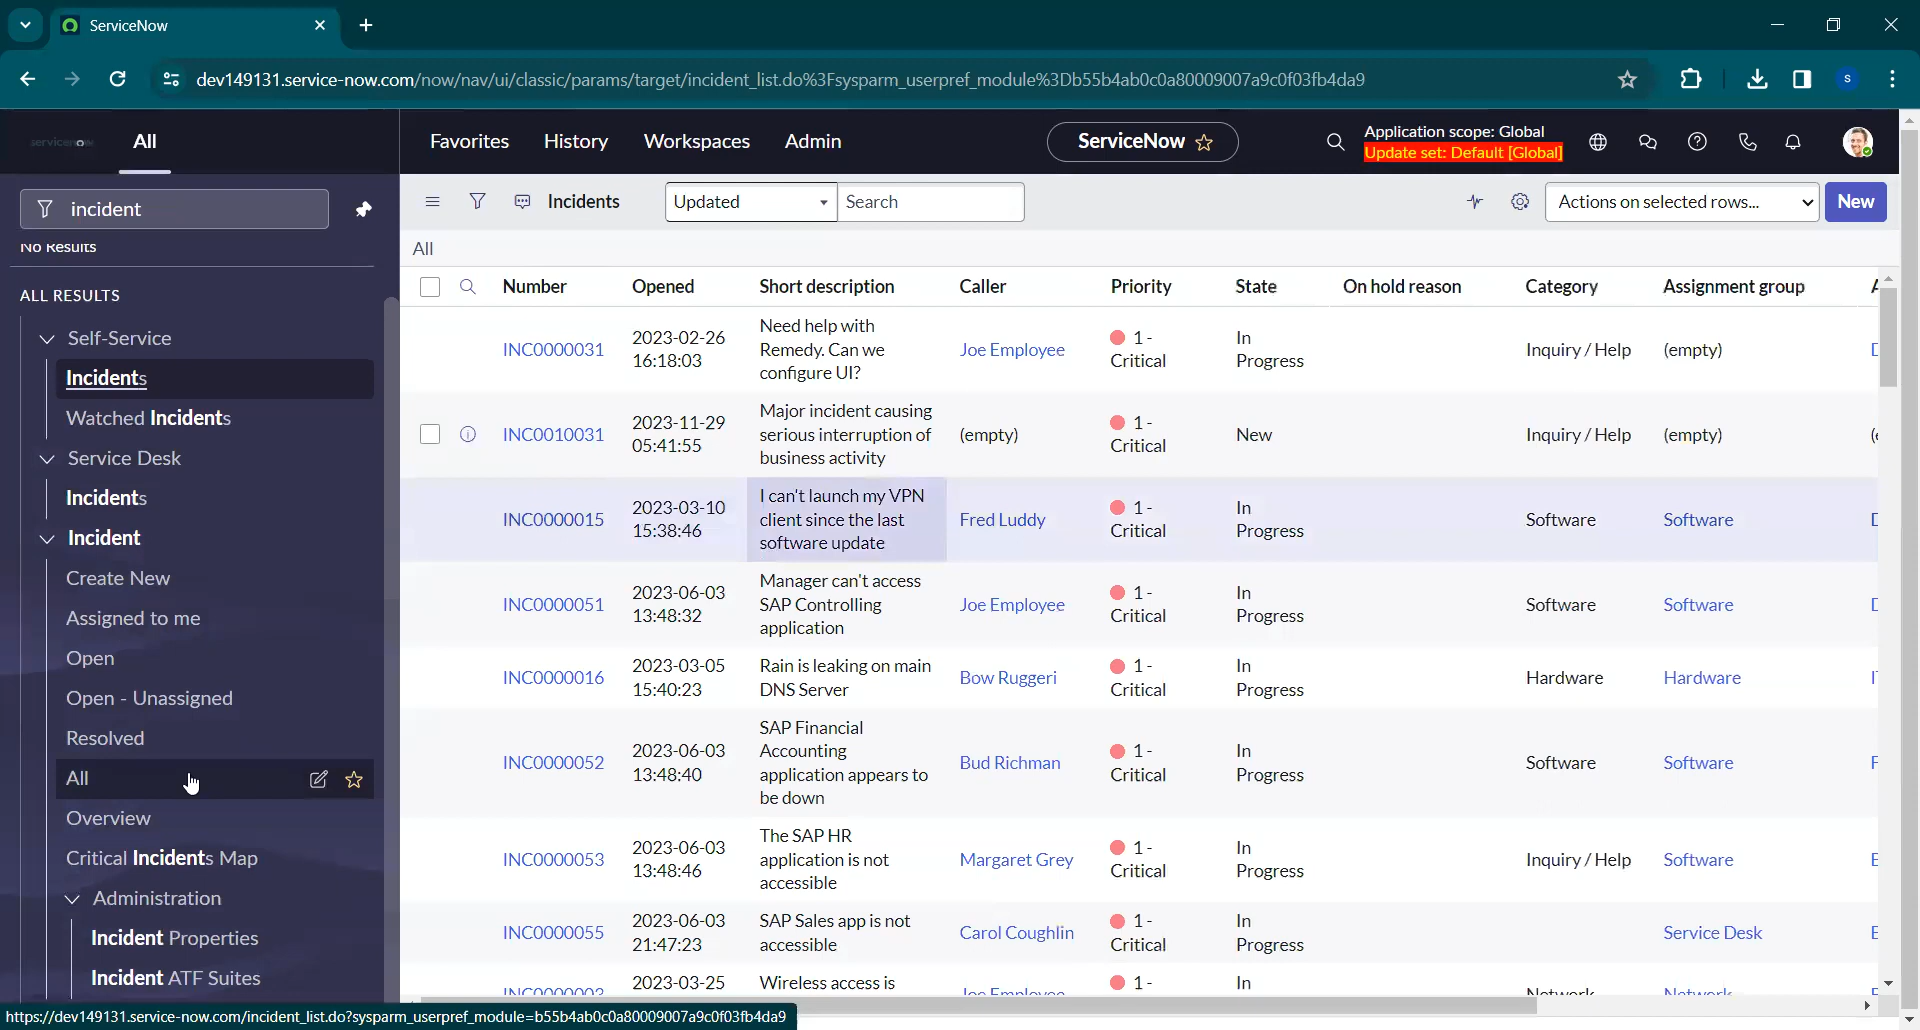 ServiceNow
dev149131.service-now.com/now/nav/ui/classic/params/target/incident_list.do%3Fsysparm_userpref_module%3Db55b4ab0c0a80009007a9c0f03fb4da9
S
servicenow
All
Favorites
History
Workspaces
Admin
ServiceNow
Application scope: Global
Update set: Default [Global]
incident
No Results
ALL RESULTS
Self-Service
Incidents
Watched Incidents
Service Desk
Incidents
Incident
Create New
Assigned to me
Open
Open - Unassigned
Resolved
All
Overview
Critical Incidents Map
Administration
Incident Properties
Incident ATF Suites
Incidents
Updated
Search
Actions on selected rows...
New
All
Number Opened Short description Caller Priority State On hold reason Category Assignment group
INC0000031
2023-02-26
16:18:03
Need help with
Remedy. Can we
configure UI?
Joe Employee
1 -
Critical
In
Progress
Inquiry / Help
(empty)
INC0010031
2023-11-29
05:41:55
Major incident causing
serious interruption of
business activity
(empty)
1 -
Critical
New
Inquiry / Help
(empty)
INC0000015
2023-03-10
15:38:46
I can't launch my VPN
client since the last
software update
Fred Luddy
1 -
Critical
In
Progress
Software
Software
INC0000051
2023-06-03
13:48:32
Manager can't access
SAP Controlling
application
Joe Employee
1 -
Critical
In
Progress
Software
Software
INC0000016
2023-03-05
15:40:23
Rain is leaking on main
DNS Server
Bow Ruggeri
1 -
Critical
In
Progress
Hardware
Hardware
INC0000052
2023-06-03
13:48:40
SAP Financial
Accounting
application appears to
be down
Bud Richman
1 -
Critical
In
Progress
Software
Software
INC0000053
2023-06-03
13:48:46
The SAP HR
application is not
accessible
Margaret Grey
1 -
Critical
In
Progress
Inquiry / Help
Software
INC0000055
2023-06-03
21:47:23
SAP Sales app is not
accessible
Carol Coughlin
1 -
Critical
In
Progress
Service Desk
2023-03-25
Wireless access is
Joe Employee
1 -
In
Network
Network
https://dev149131.service-now.com/incident_list.do?sysparm_userpref_module=b55b4ab0c0a80009007a9c0f03fb4da9